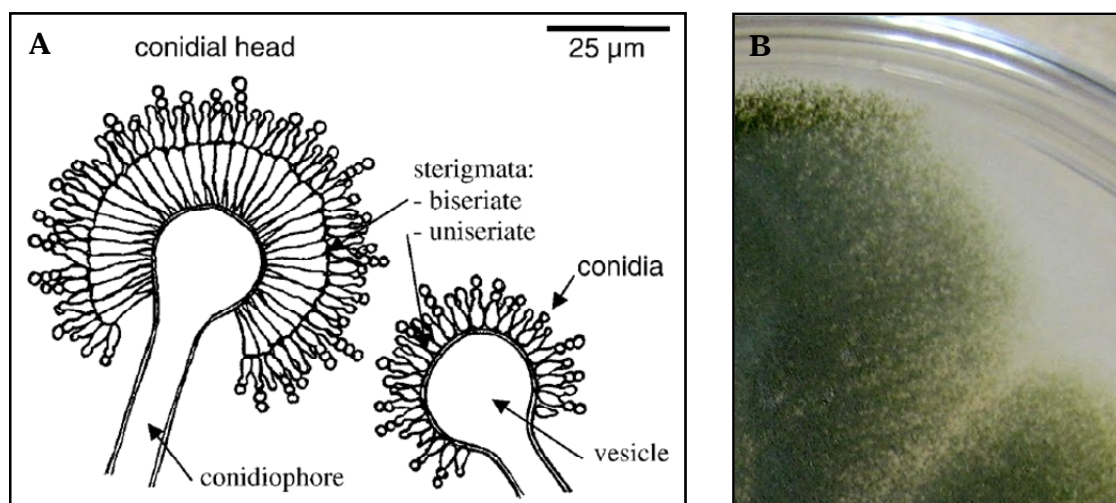 A
conidial head
25 µm
sterigmata:
- biseriate
- uniseriate
conidia
conidiophore
vesicle
B